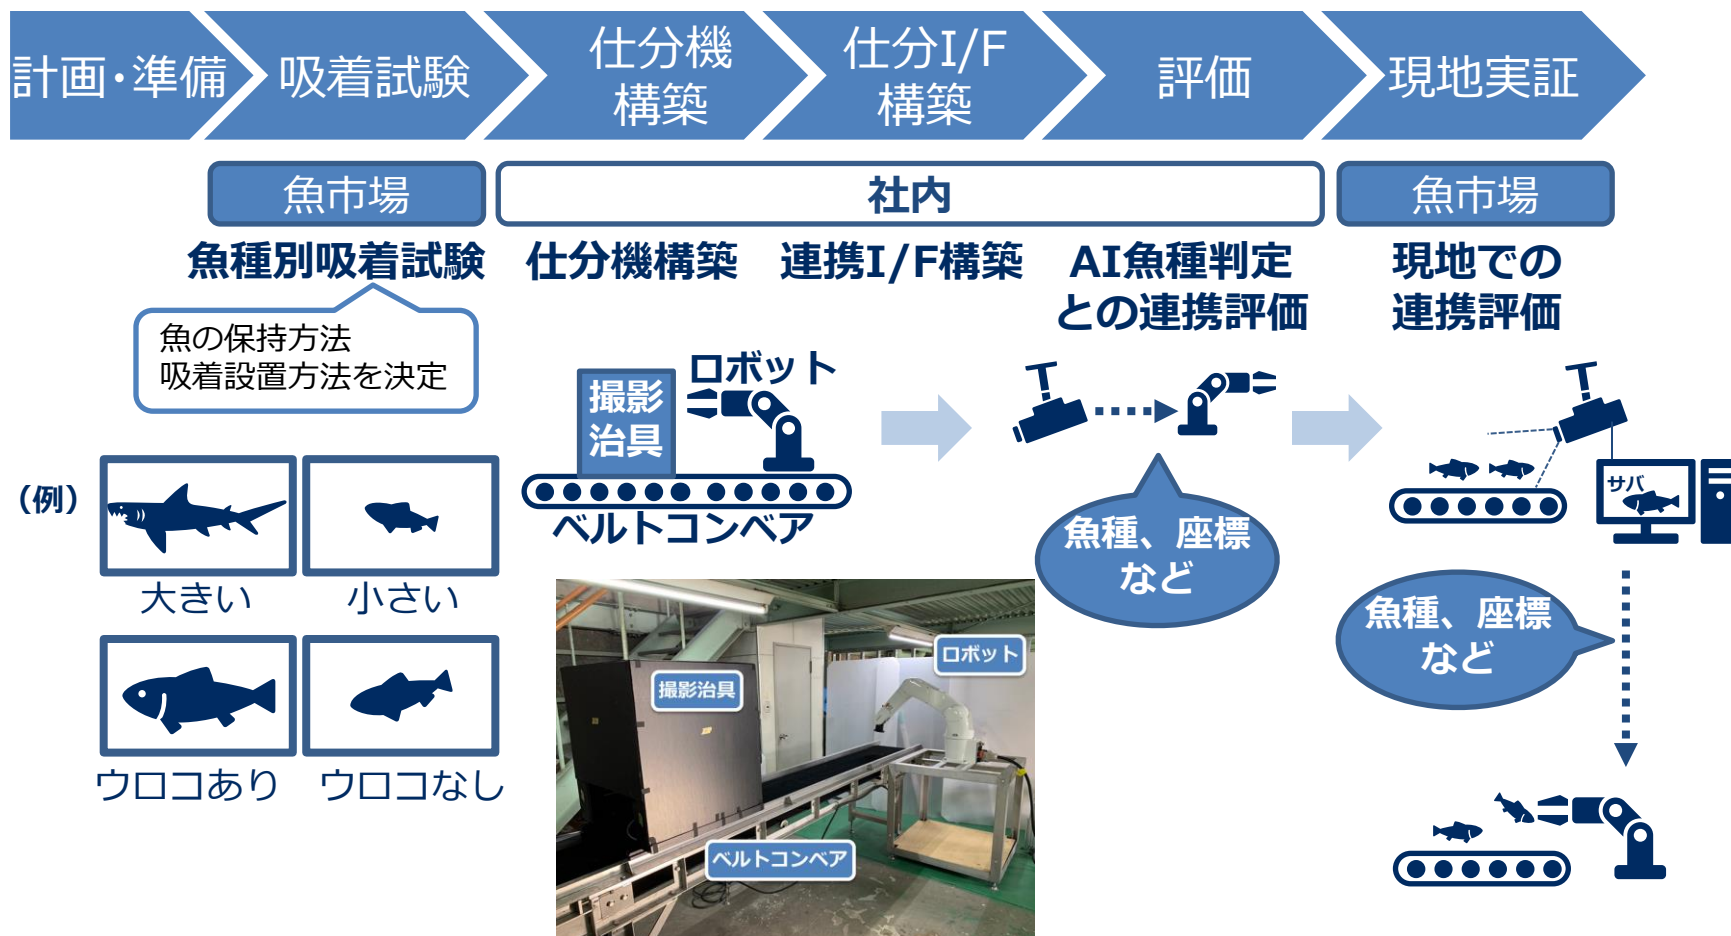 計画・準備
吸着試験
仕分機
構築
仕分I/F
構築
評価
現地実証
魚市場
社内
魚市場
魚種別吸着試験
仕分機構築
連携I/F構築
AI魚種判定
との連携評価
現地での
連携評価
魚の保持方法
吸着設置方法を決定
(例)
大きい
小さい
ウロコあり
ウロコなし
撮影
治具
ロボット
ベルトコンベア
撮影治具
ロボット
ベルトコンベア
魚種、座標
など
サバ
魚種、座標
など